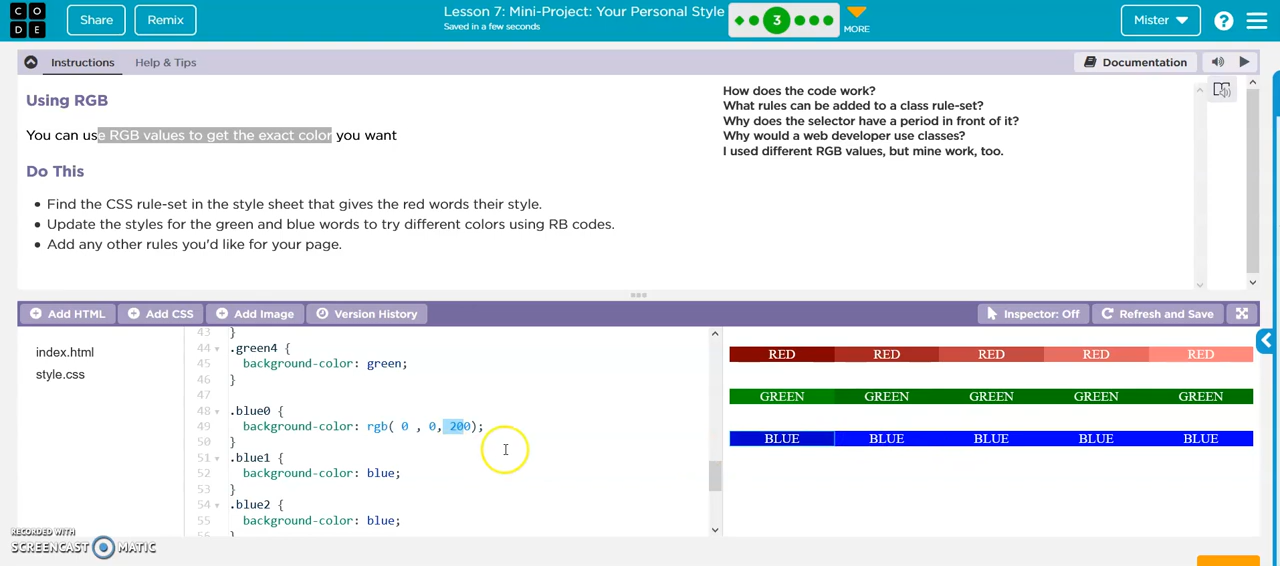 C O
D E
Share
Remix
Lesson 7: Mini-Project: Your Personal Style
Saved in a few seconds
3
MORE
Mister
?
Instructions
Help & Tips
Documentation
Using RGB
You can use RGB values to get the exact color you want
Do This
Find the CSS rule-set in the style sheet that gives the red words their style.
Update the styles for the green and blue words to try different colors using RB codes.
Add any other rules you'd like for your page.
How does the code work?
What rules can be added to a class rule-set?
Why does the selector have a period in front of it?
Why would a web developer use classes?
I used different RGB values, but mine work, too.
Add HTML
Add CSS
Add Image
Version History
Inspector: Off
Refresh and Save
index.html
style.css
43 }
44 .green4 {
45 background-color: green;
46 }
47
48 .blue0 {
49 background-color: rgb( 0 , 0, 200);
50 }
51 .blue1 {
52 background-color: blue;
53 }
54 .blue2 {
55 background-color: blue;
56 }
RED RED RED RED RED
GREEN GREEN GREEN GREEN GREEN
BLUE BLUE BLUE BLUE BLUE
RECORDED WITH
SCREENCAST MATIC